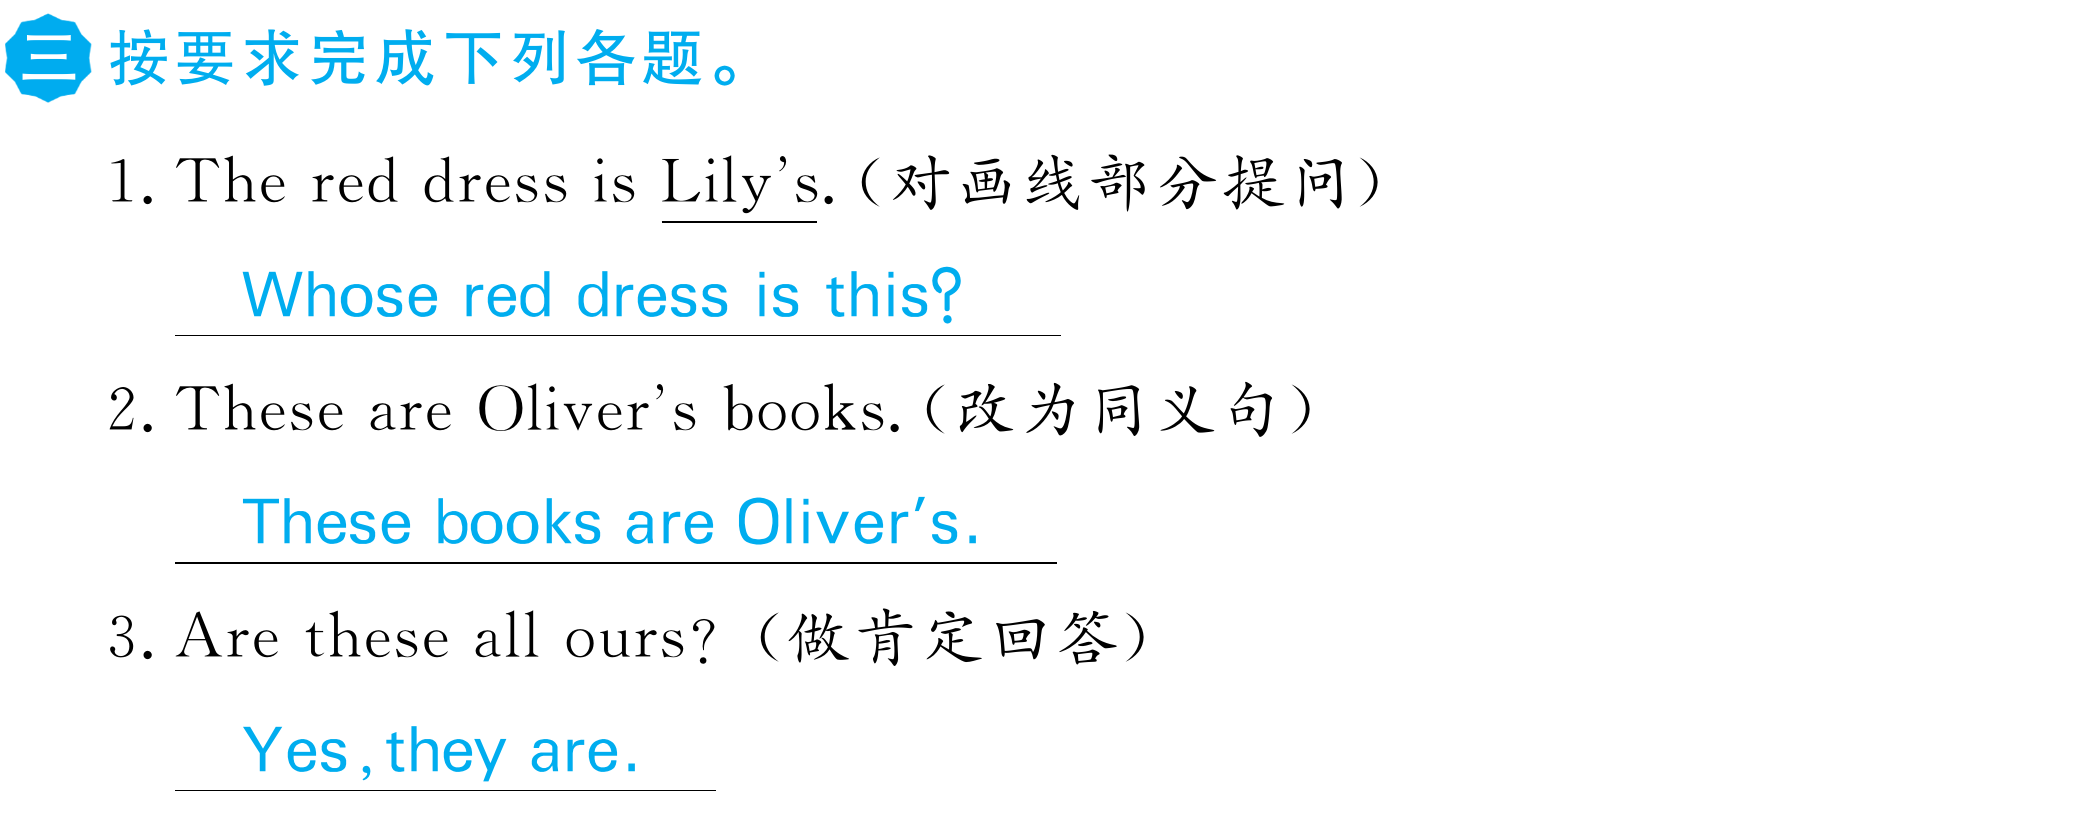 三 按要求完成下列各题。
1. The red dress is Lily’s.（对画线部分提问）
Whose red dress is this?
2. These are Oliver’s books.（改为同义句）
These books are Oliver’s.
3. Are these all ours?（做肯定回答）
Yes,they are.